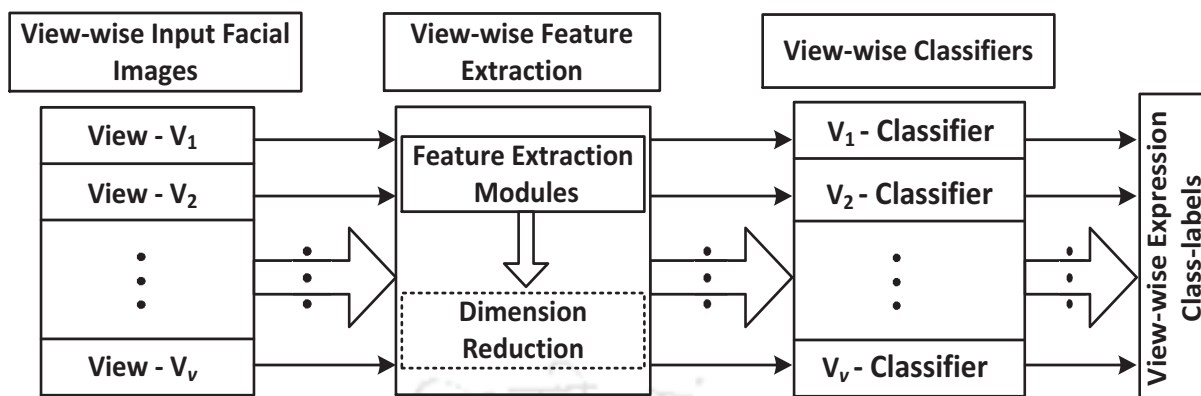 View-wise Input Facial
Images
View-wise Feature
Extraction
View-wise Classifiers
View - V₁
View - V₂
View - Vᵥ
Feature Extraction
Modules
Dimension
Reduction
V₁ - Classifier
V₂ - Classifier
Vᵥ - Classifier
View-wise Expression
Class-labels